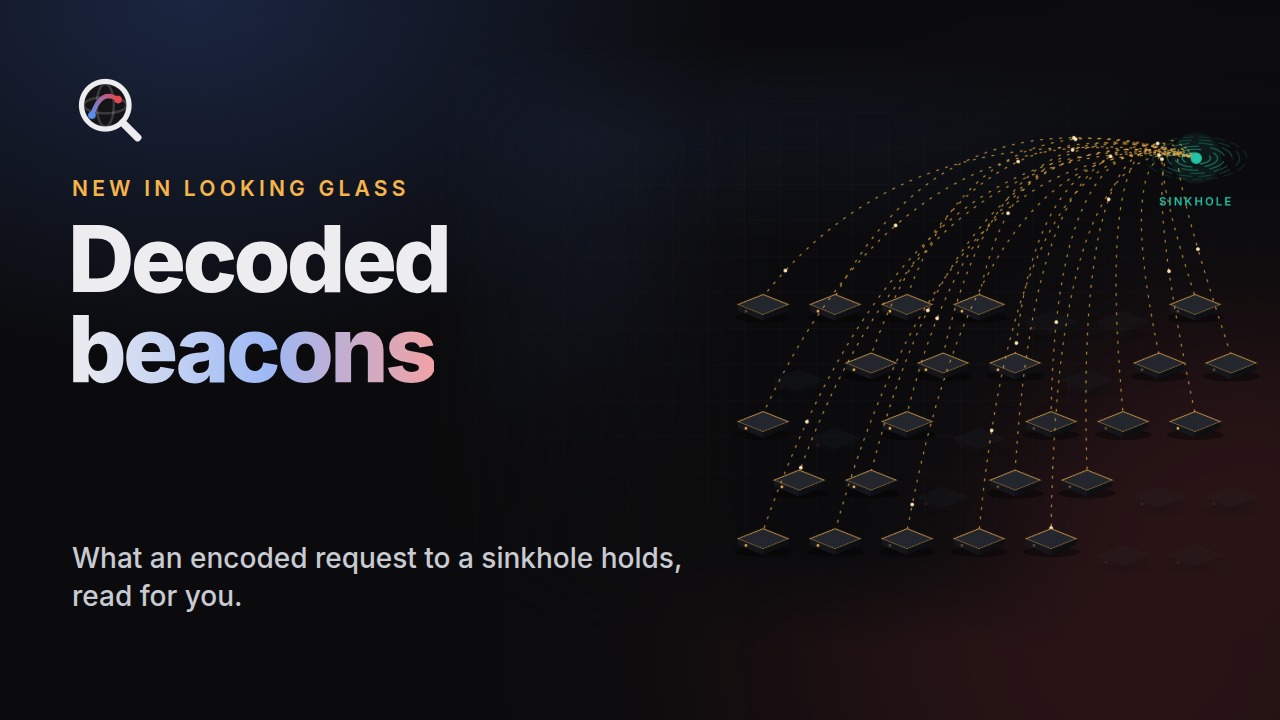 NEW IN LOOKING GLASS
Decoded
beacons
SINKHOLE
What an encoded request to a sinkhole holds,
read for you.